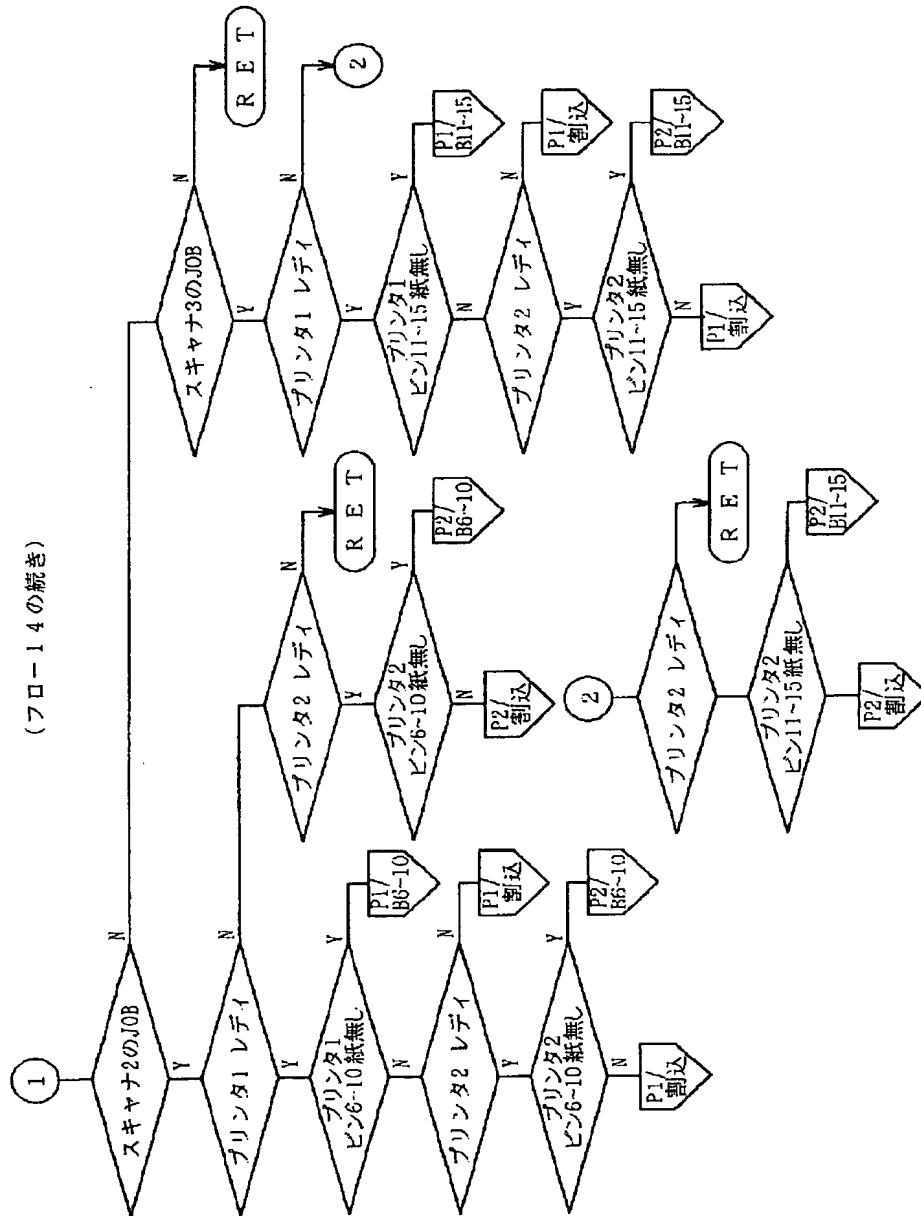 (フロー14の続き)
1
スキャナ2のJOB
N
Y
プリンタ1 レディ
N
Y
プリンタ1
ビン6~10紙無し
Y
P1/
B6~10
N
プリンタ2 レディ
N
P1/
割込
Y
プリンタ2
ビン6~10紙無し
Y
P2/
B6~10
N
P1/
割込
プリンタ2 レディ
N
RET
Y
プリンタ2
ビン6~10紙無し
Y
P2/
B6~10
N
P2/
割込
スキャナ3のJOB
N
RET
Y
プリンタ1 レディ
N
2
Y
プリンタ1
ビン11~15紙無し
Y
P1/
B11~15
N
プリンタ2 レディ
N
P1/
割込
Y
プリンタ2
ビン11~15紙無し
Y
P2/
B11~15
N
P1/
割込
2
プリンタ2 レディ
RET
プリンタ2
ビン11~15紙無し
P2/
B11~15
P2/
割込